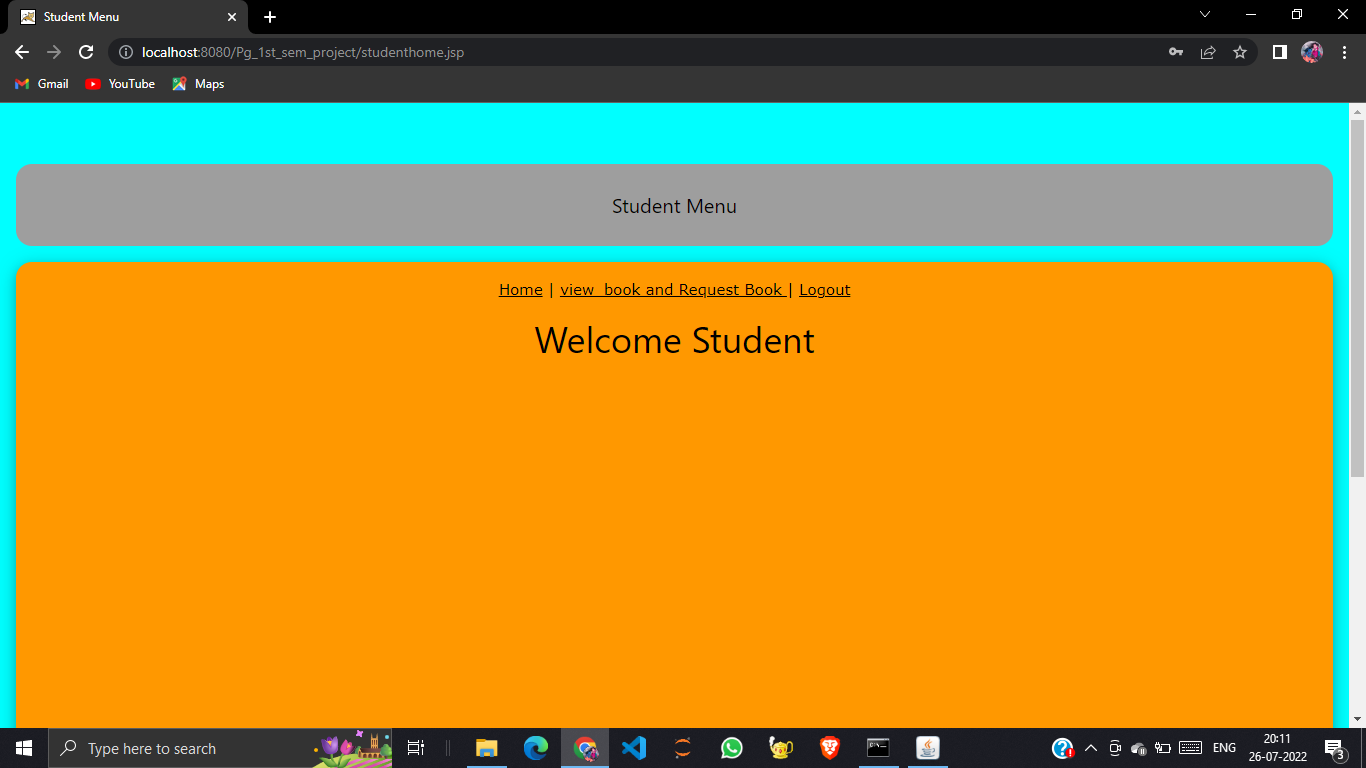 Student Menu
localhost:8080/Pg_1st_sem_project/studenthome.jsp
Gmail YouTube Maps
Student Menu
Home | view book and Request Book | Logout
Welcome Student
Type here to search
ENG
20:11
26-07-2022
3